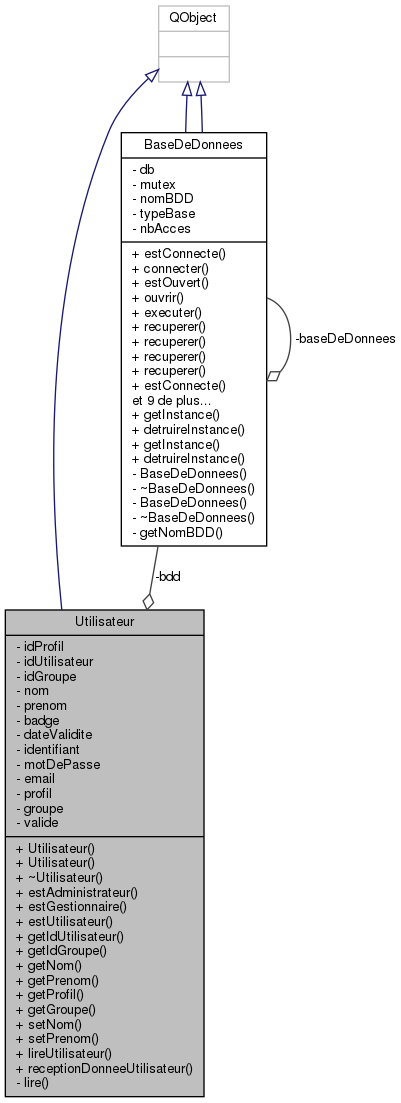 QObject
BaseDeDonnees
- db
- mutex
- nomBDD
- typeBase
- nbAcces
+ estConnecte()
+ connecter()
+ estOuvert()
+ ouvrir()
+ executer()
+ recuperer()
+ recuperer()
+ recuperer()
+ recuperer()
+ estConnecte()
et 9 de plus...
+ getInstance()
+ detruireInstance()
+ getInstance()
+ detruireInstance()
- BaseDeDonnees()
- ~BaseDeDonnees()
- BaseDeDonnees()
- ~BaseDeDonnees()
- getNomBDD()
-baseDeDonnees
-bdd
Utilisateur
- idProfil
- idUtilisateur
- idGroupe
- nom
- prenom
- badge
- dateValidite
- identifiant
- motDePasse
- email
- profil
- groupe
- valide
+ Utilisateur()
+ Utilisateur()
+ ~Utilisateur()
+ estAdministrateur()
+ estGestionnaire()
+ estUtilisateur()
+ getIdUtilisateur()
+ getIdGroupe()
+ getNom()
+ getPrenom()
+ getProfil()
+ getGroupe()
+ setNom()
+ setPrenom()
+ lireUtilisateur()
+ receptionDonneeUtilisateur()
- lire()